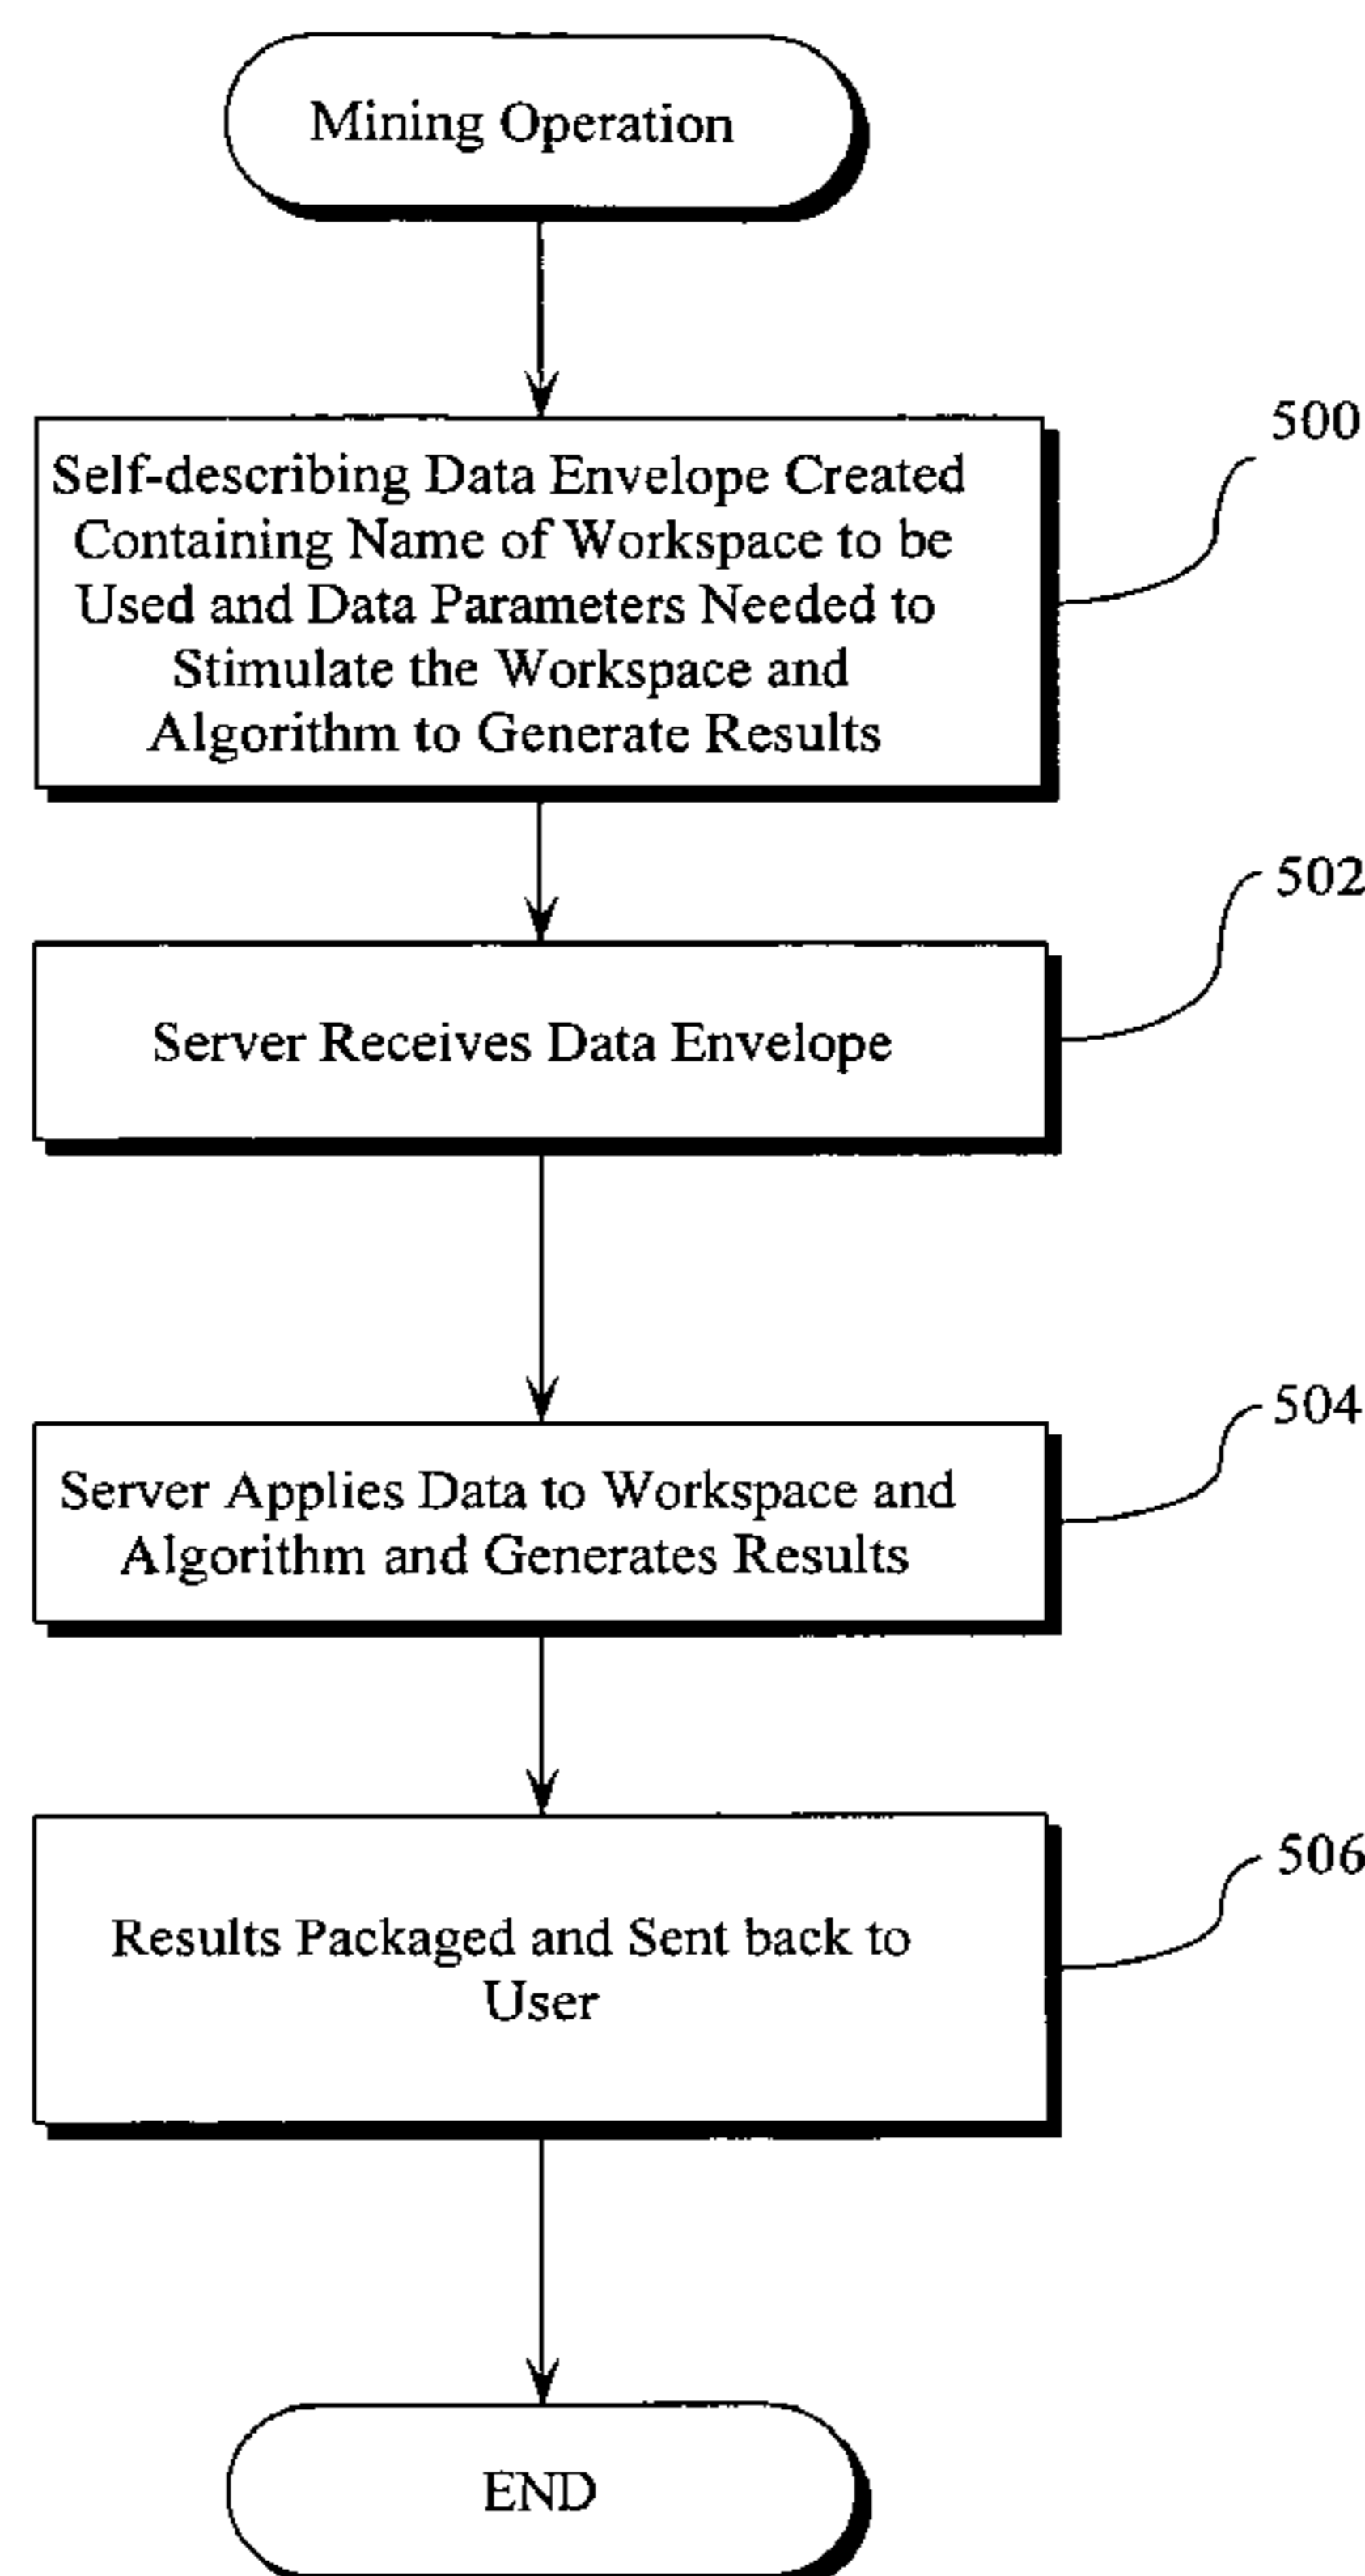 Mining Operation
500
Self-describing Data Envelope Created
Containing Name of Workspace to be
Used and Data Parameters Needed to
Stimulate the Workspace and
Algorithm to Generate Results
502
Server Receives Data Envelope
504
Server Applies Data to Workspace and
Algorithm and Generates Results
506
Results Packaged and Sent back to
User
END